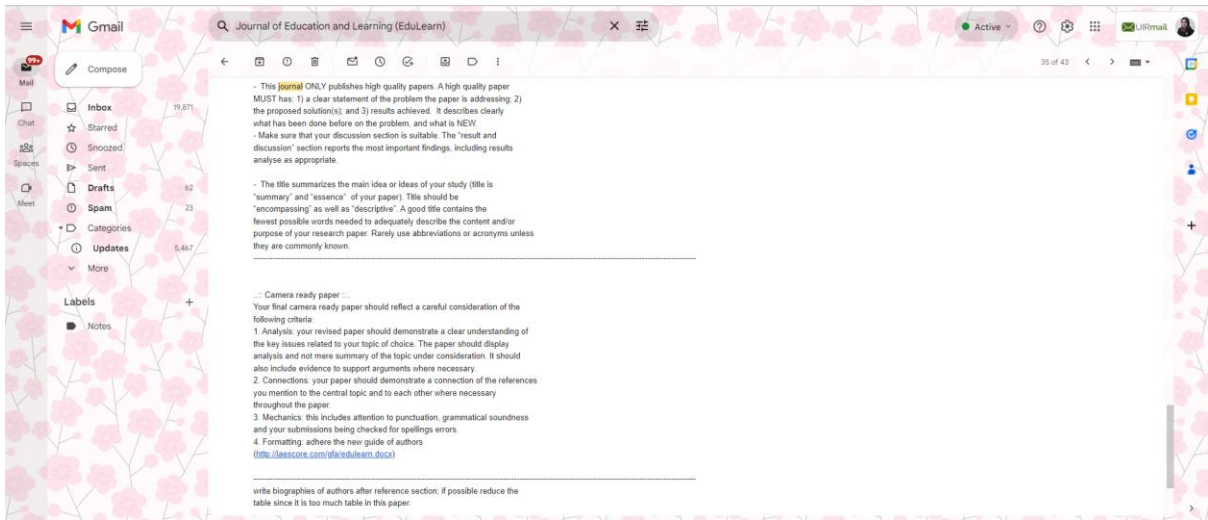 Gmail
Journal of Education and Learning (EduLearn)
Active
UIRmail
99+
Mail
Compose
35 of 43
Chat
Spaces
Meet
Inbox 19,871
Starred
Snoozed
Sent
Drafts 62
Spam 23
Categories
Updates 5,467
More
Labels
Notes
- This journal ONLY publishes high quality papers. A high quality paper
MUST has: 1) a clear statement of the problem the paper is addressing; 2)
the proposed solution(s); and 3) results achieved. It describes clearly
what has been done before on the problem, and what is NEW.
- Make sure that your discussion section is suitable. The "result and
discussion" section reports the most important findings, including results
analyse as appropriate.
- The title summarizes the main idea or ideas of your study (title is
"summary" and "essence" of your paper). Title should be
"encompassing" as well as "descriptive". A good title contains the
fewest possible words needed to adequately describe the content and/or
purpose of your research paper. Rarely use abbreviations or acronyms unless
they are commonly known.
..:: Camera ready paper ::..
Your final camera ready paper should reflect a careful consideration of the
following criteria:
1. Analysis: your revised paper should demonstrate a clear understanding of
the key issues related to your topic of choice. The paper should display
analysis and not mere summary of the topic under consideration. It should
also include evidence to support arguments where necessary.
2. Connections: your paper should demonstrate a connection of the references
you mention to the central topic and to each other where necessary
throughout the paper.
3. Mechanics: this includes attention to punctuation, grammatical soundness
and your submissions being checked for spellings errors.
4. Formatting: adhere the new guide of authors
(http://iaescore.com/gfa/edulearn.docx)
write biographies of authors after reference section; if possible reduce the
table since it is too much table in this paper.